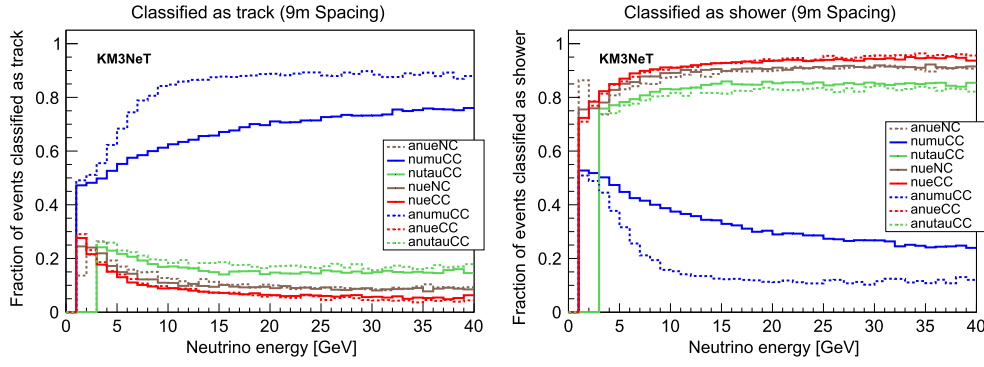 Classified as track (9m Spacing)
Fraction of events classified as track
1
0.8
0.6
0.4
0.2
0
KM3NeT
anueNC
numuCC
nutauCC
nueNC
nueCC
anumuCC
anueCC
anutauCC
0 5 10 15 20 25 30 35 40
Neutrino energy [GeV]
Classified as shower (9m Spacing)
Fraction of events classified as shower
1
0.8
0.6
0.4
0.2
0
KM3NeT
anueNC
numuCC
nutauCC
nueNC
nueCC
anumuCC
anueCC
anutauCC
0 5 10 15 20 25 30 35 40
Neutrino energy [GeV]